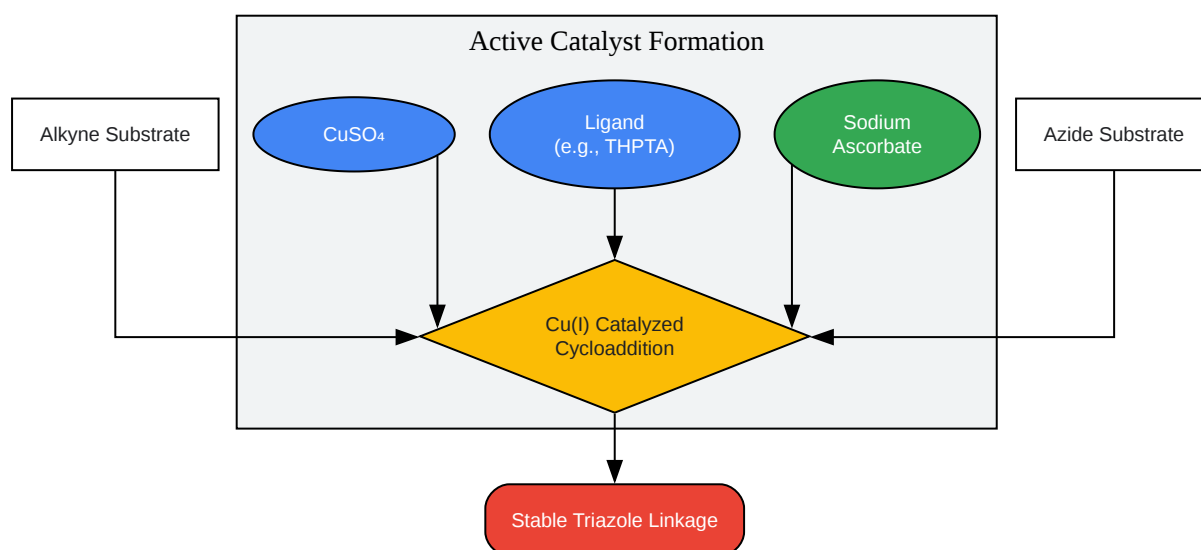 Active Catalyst Formation
Alkyne Substrate
CuSO₄
Ligand
(e.g., THPTA)
Sodium
Ascorbate
Azide Substrate
Cu(I) Catalyzed
Cycloaddition
Stable Triazole Linkage